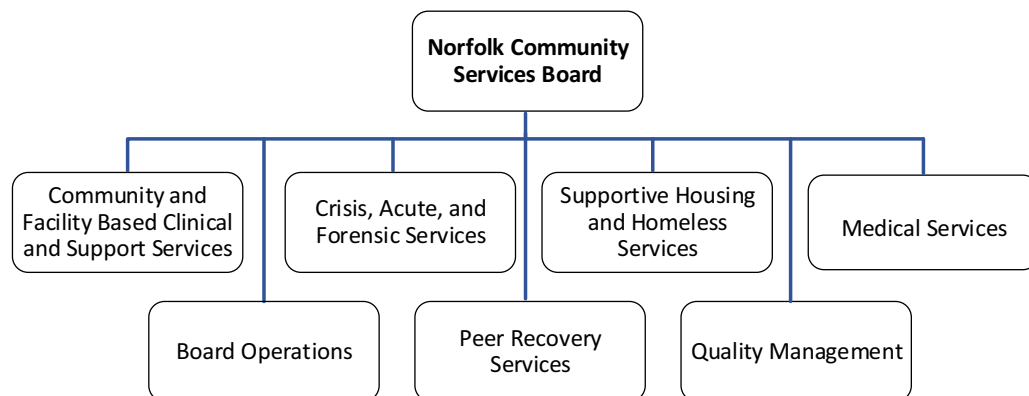 Norfolk Community
Services Board
Community and
Facility Based Clinical
and Support Services
Crisis, Acute, and
Forensic Services
Supportive Housing
and Homeless
Services
Medical Services
Board Operations
Peer Recovery
Services
Quality Management